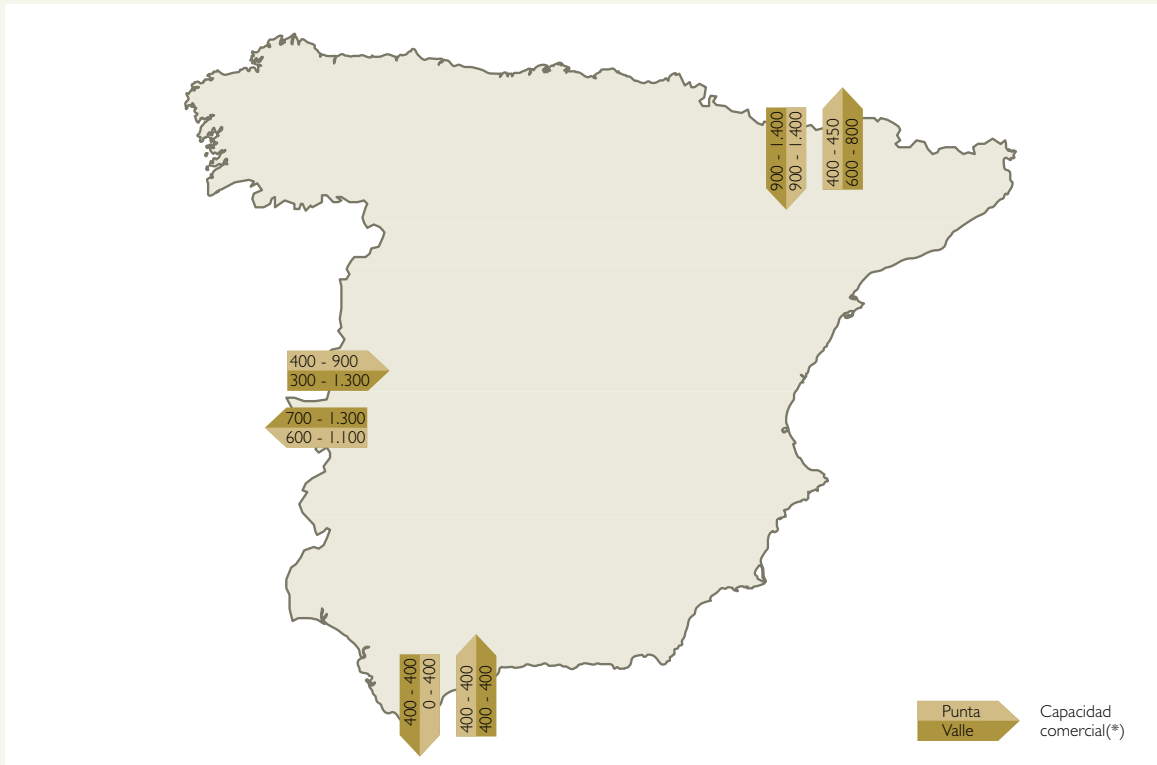 900 - 1.400
900 - 1.400
400 - 450
600 - 800
400 - 900
300 - 1.300
700 - 1.300
600 - 1.100
400 - 400
0 - 400
400 - 400
400 - 400
Punta
Valle
Capacidad
comercial(*)